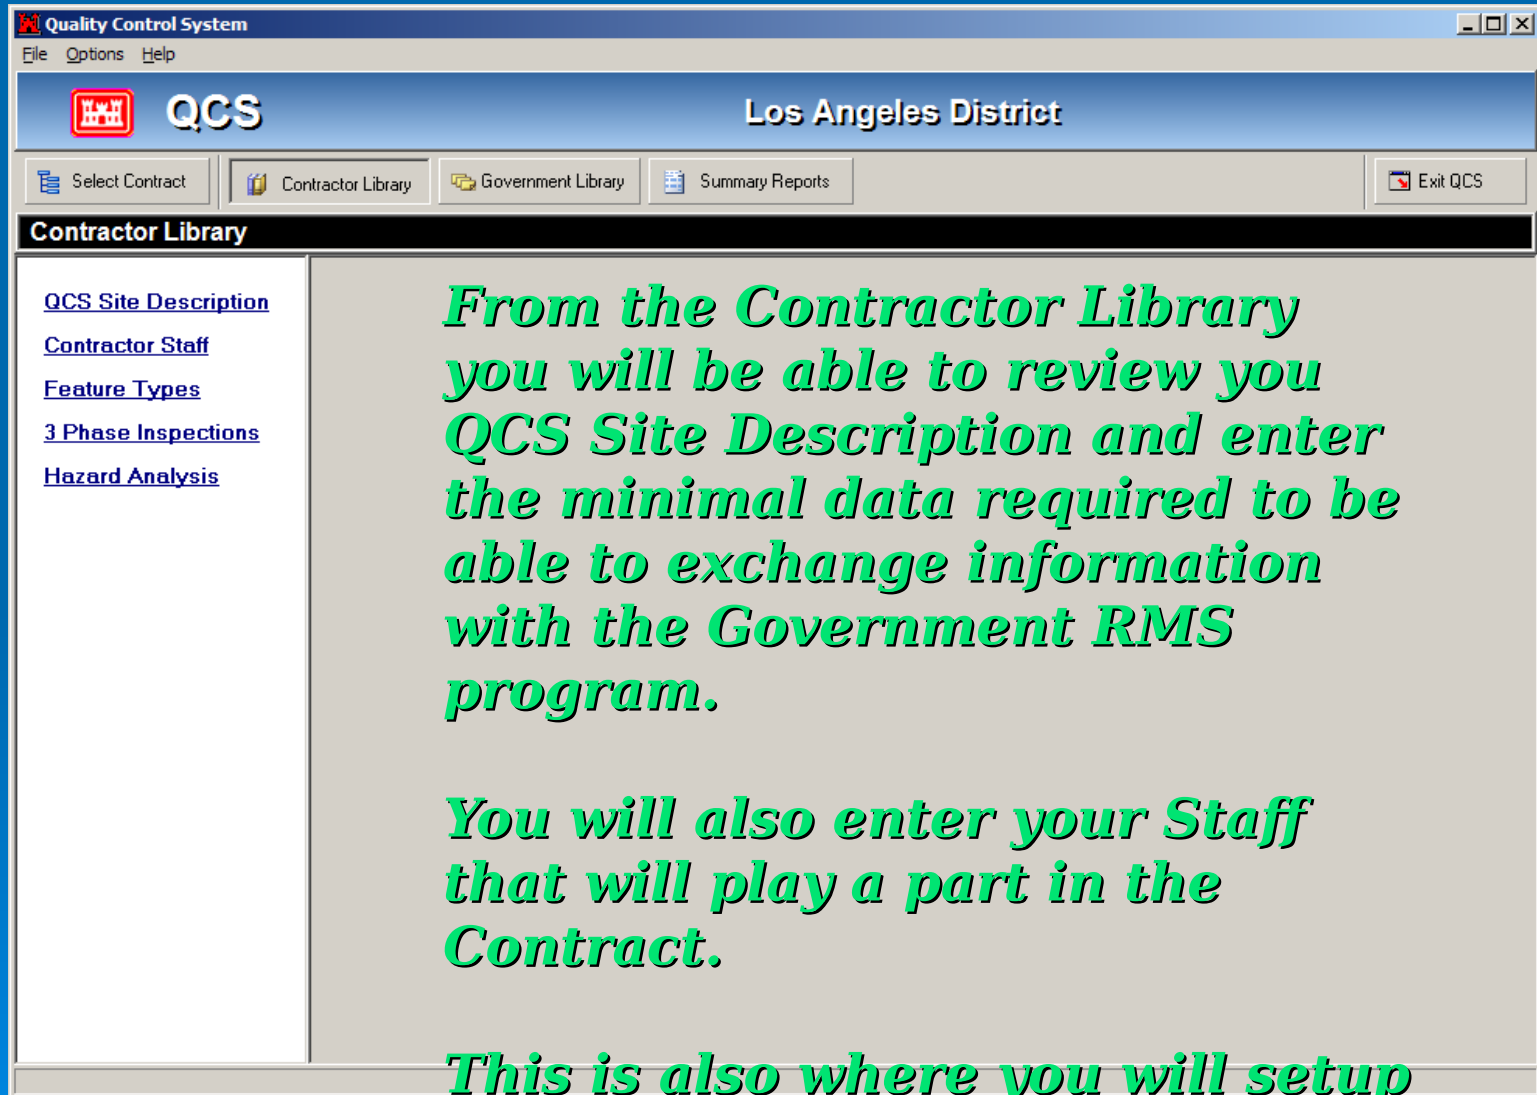 Quality Control System
File Options Help
QCS Los Angeles District
Select Contract Contractor Library Government Library Summary Reports Exit QCS
Contractor Library
QCS Site Description
Contractor Staff
Feature Types
3 Phase Inspections
Hazard Analysis
From the Contractor Library
you will be able to review you
QCS Site Description and enter
the minimal data required to be
able to exchange information
with the Government RMS
program.
You will also enter your Staff
that will play a part in the
Contract.
This is also where you will setup